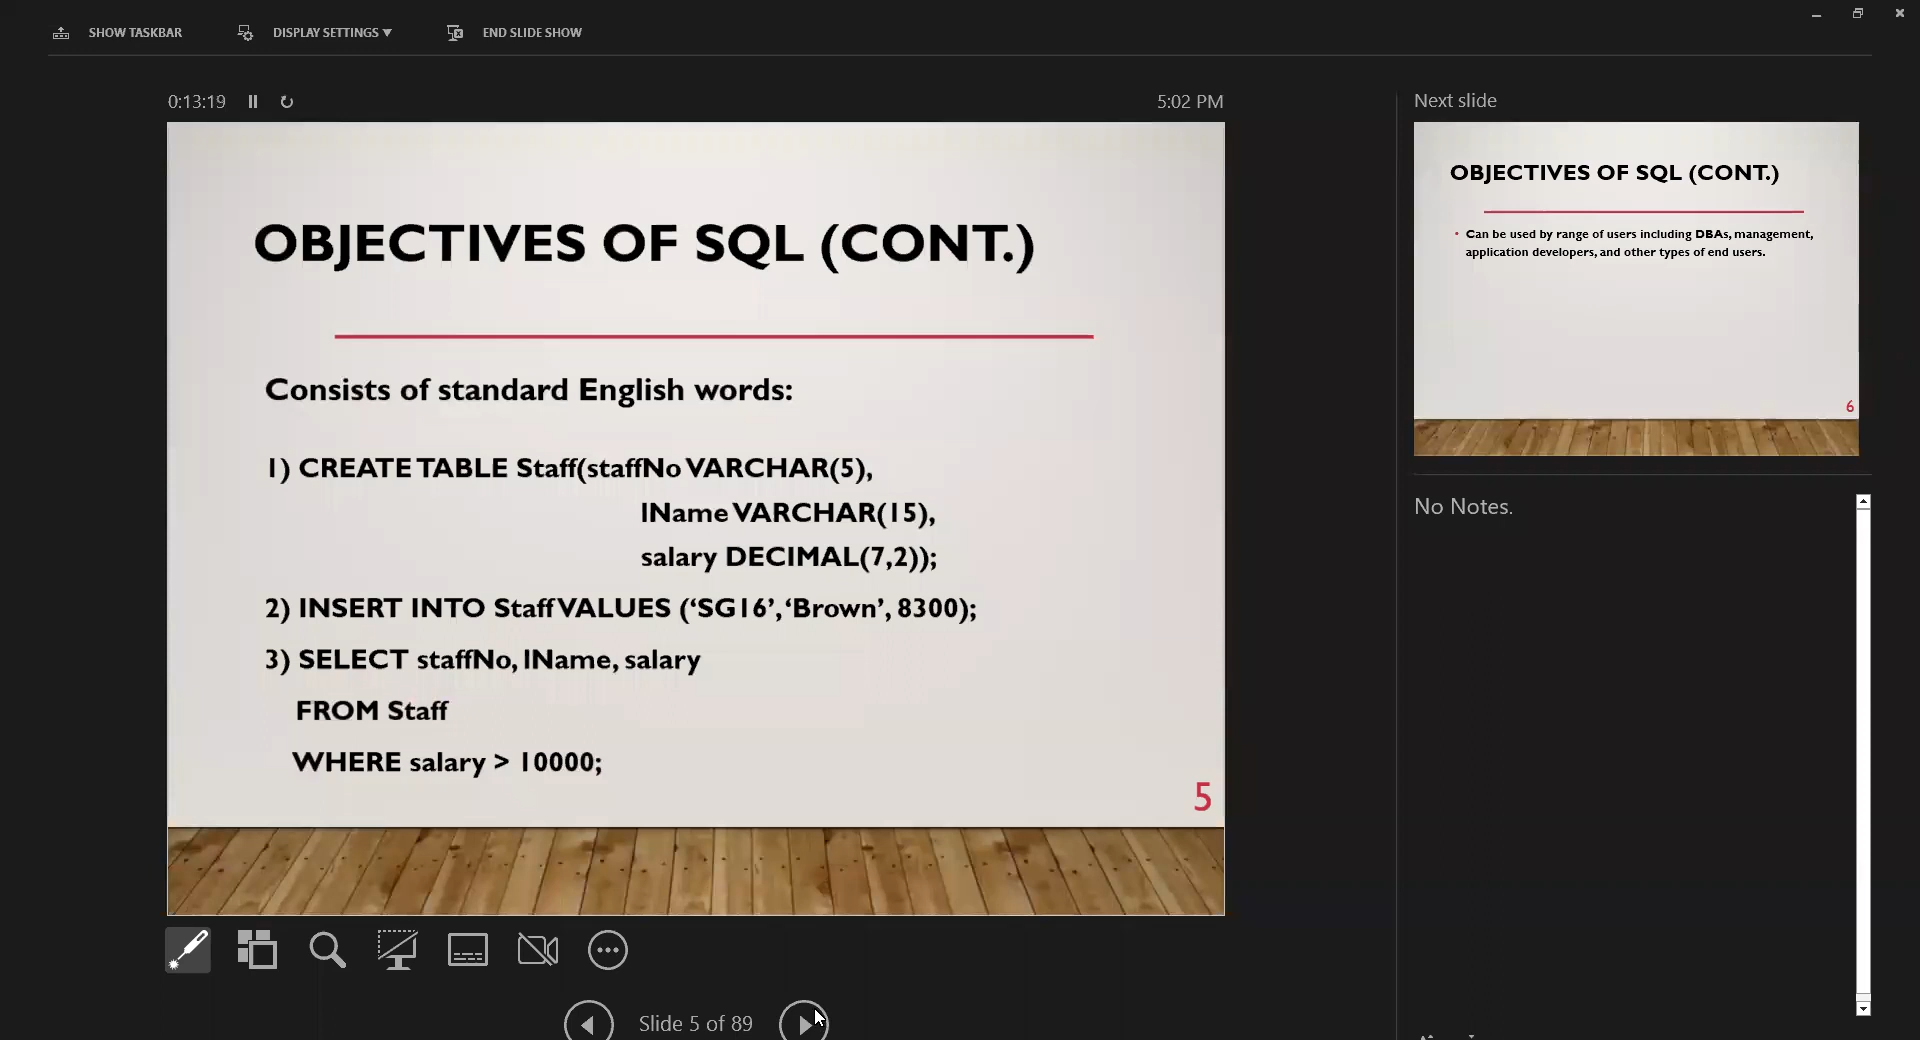 SHOW TASKBAR
DISPLAY SETTINGS ▼
END SLIDE SHOW
0:13:19
5:02 PM
OBJECTIVES OF SQL (CONT.)
Consists of standard English words:
1) CREATE TABLE Staff(staffNo VARCHAR(5),
lName VARCHAR(15),
salary DECIMAL(7,2));
2) INSERT INTO Staff VALUES (‘SG16’, ‘Brown’, 8300);
3) SELECT staffNo, lName, salary
FROM Staff
WHERE salary > 10000;
5
Slide 5 of 89
Next slide
OBJECTIVES OF SQL (CONT.)
• Can be used by range of users including DBAs, management,
application developers, and other types of end users.
6
No Notes.